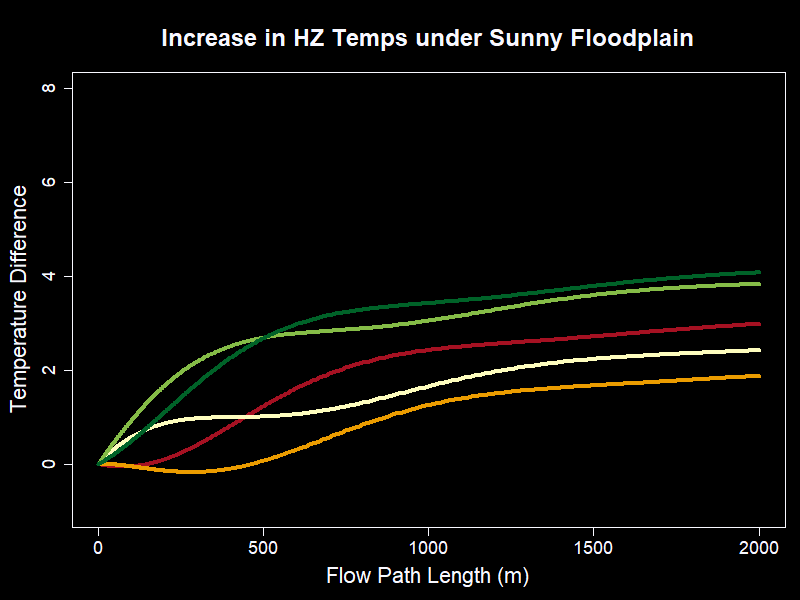 Increase in HZ Temps under Sunny Floodplain
Temperature Difference
8
6
4
2
0
0 500 1000 1500 2000
Flow Path Length (m)